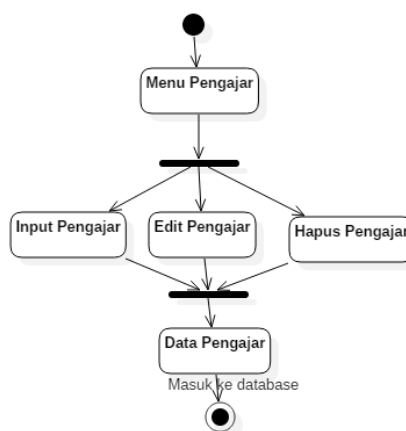 Menu Pengajar
Input Pengajar
Edit Pengajar
Hapus Pengajar
Data Pengajar
Masuk ke database